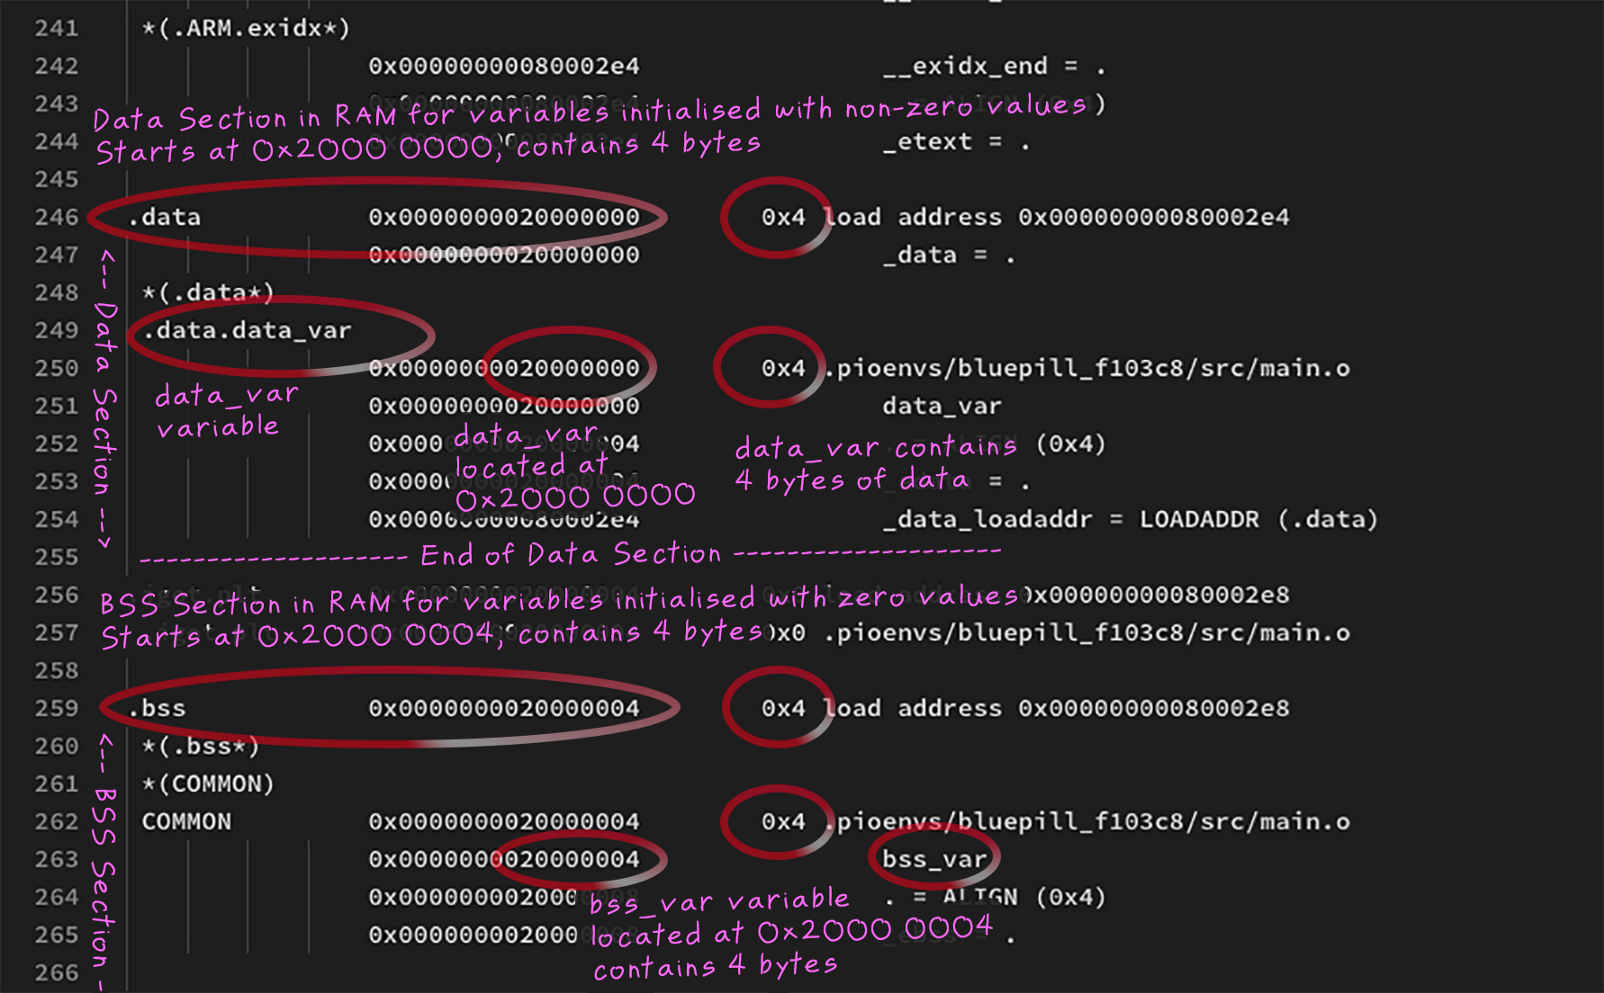 241 *(.ARM.exidx*)
242 0x00000000080002e4 __exidx_end = .
243 )
Data Section in RAM for variables initialised with non-zero values
244 _etext = .
Starts at 0x2000 0000, contains 4 bytes
245
246 .data 0x0000000020000000 0x4 load address 0x00000000080002e4
247 0x0000000020000000 _data = .
248 *(.data*)
249 .data.data_var
250 0x0000000020000000 0x4 .pioenvs/bluepill_f103c8/src/main.o
<-- Data Section -->
data_var
variable
251 0x0000000020000000 data_var
252 0x000 04 (0x4)
data_var
located at
0x2000 0000
data_var contains
4 bytes of data
253 0x000 = .
254 0x00000000080002e4 _data_loadaddr = LOADADDR (.data)
255
-------------------- End of Data Section --------------------
256 0x00000000080002e8
BSS Section in RAM for variables initialised with zero values
257 0x0 .pioenvs/bluepill_f103c8/src/main.o
Starts at 0x2000 0004, contains 4 bytes
258
259 .bss 0x0000000020000004 0x4 load address 0x00000000080002e8
260 *(.bss*)
261 *(COMMON)
262 COMMON 0x0000000020000004 0x4 .pioenvs/bluepill_f103c8/src/main.o
<-- BSS Section -
263 0x0000000020000004 bss_var
264 0x000000002000 . = ALIGN (0x4)
265 0x000000002000 .
bss_var variable
located at 0x2000 0004
contains 4 bytes
266